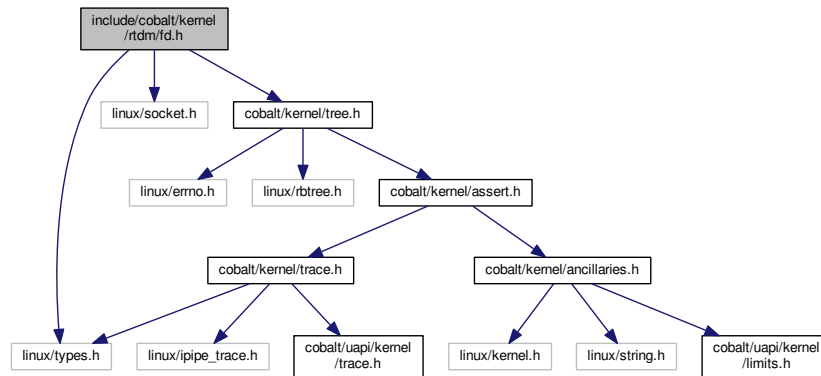 include/cobalt/kernel
/rtdm/fd.h
linux/socket.h
cobalt/kernel/tree.h
linux/errno.h
linux/rbtree.h
cobalt/kernel/assert.h
cobalt/kernel/trace.h
cobalt/kernel/ancillaries.h
linux/types.h
linux/ipipe_trace.h
cobalt/uapi/kernel
/trace.h
linux/kernel.h
linux/string.h
cobalt/uapi/kernel
/limits.h